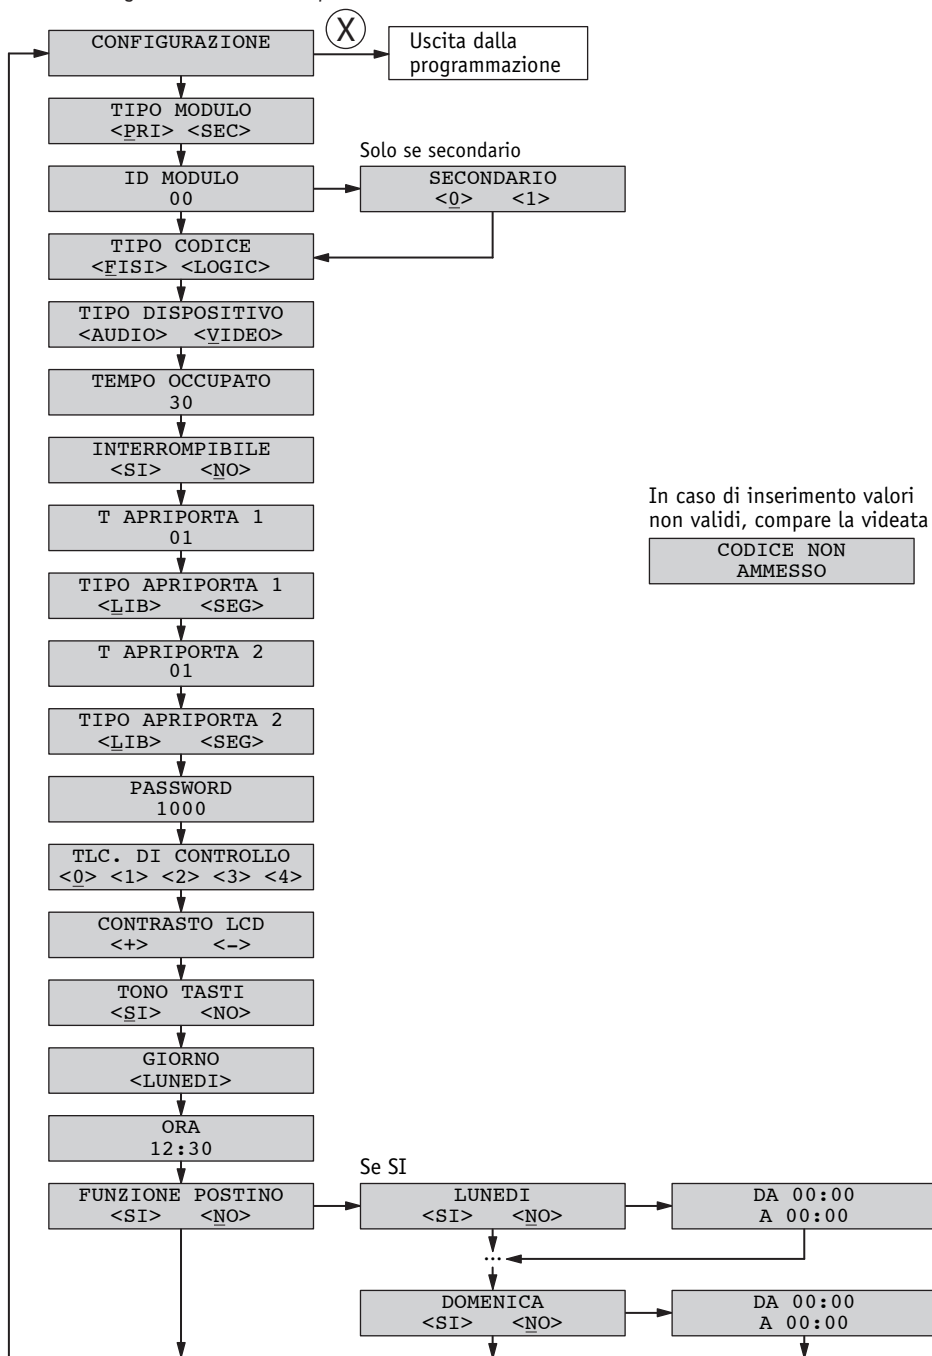 X
CONFIGURAZIONE
Uscita dalla
programmazione
TIPO MODULO
<PRI> <SEC>
Solo se secondario
ID MODULO
00
SECONDARIO
<0> <1>
TIPO CODICE
<FISI> <LOGIC>
TIPO DISPOSITIVO
<AUDIO> <VIDEO>
TEMPO OCCUPATO
30
INTERROMPIBILE
<SI> <NO>
In caso di inserimento valori
non validi, compare la videata
CODICE NON
AMMESSO
T APRIPORTA 1
01
TIPO APRIPORTA 1
<LIB> <SEG>
T APRIPORTA 2
01
TIPO APRIPORTA 2
<LIB> <SEG>
PASSWORD
1000
TLC. DI CONTROLLO
<0> <1> <2> <3> <4>
CONTRASTO LCD
<+> <->
TONO TASTI
<SI> <NO>
GIORNO
<LUNEDI>
ORA
12:30
Se SI
FUNZIONE POSTINO
<SI> <NO>
LUNEDI
<SI> <NO>
DA 00:00
A 00:00
...
DOMENICA
<SI> <NO>
DA 00:00
A 00:00